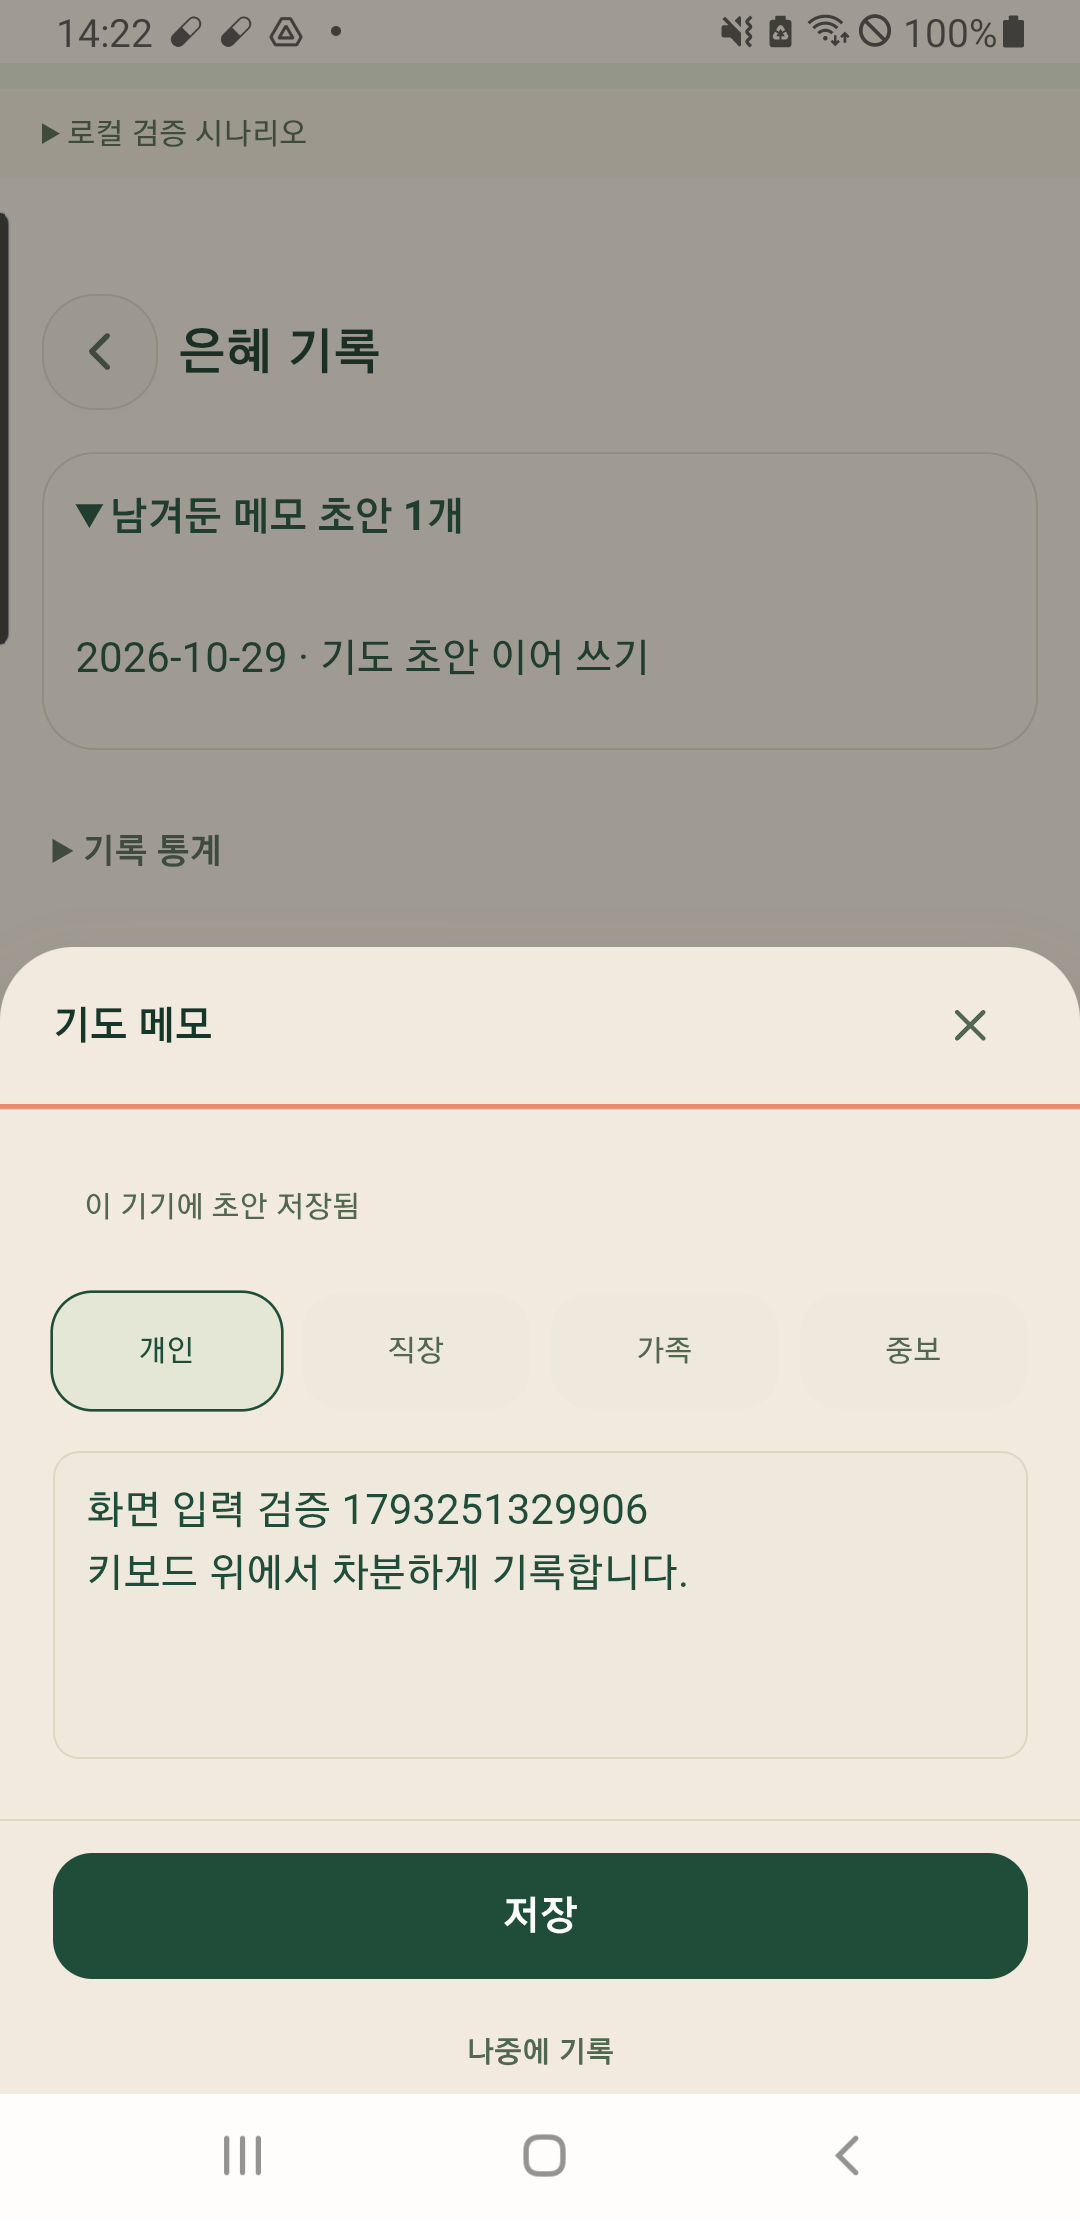 14:22
100%
로컬 검증 시나리오
은혜 기록
남겨둔 메모 초안 1개
2026-10-29 · 기도 초안 이어 쓰기
기록 통계
기도 메모
이 기기에 초안 저장됨
개인 직장 가족 중보
화면 입력 검증 1793251329906
키보드 위에서 차분하게 기록합니다.
저장
나중에 기록